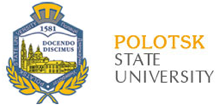 1581
DOCENDO
DISCIMUS
POLOTSK
STATE
UNIVERSITY